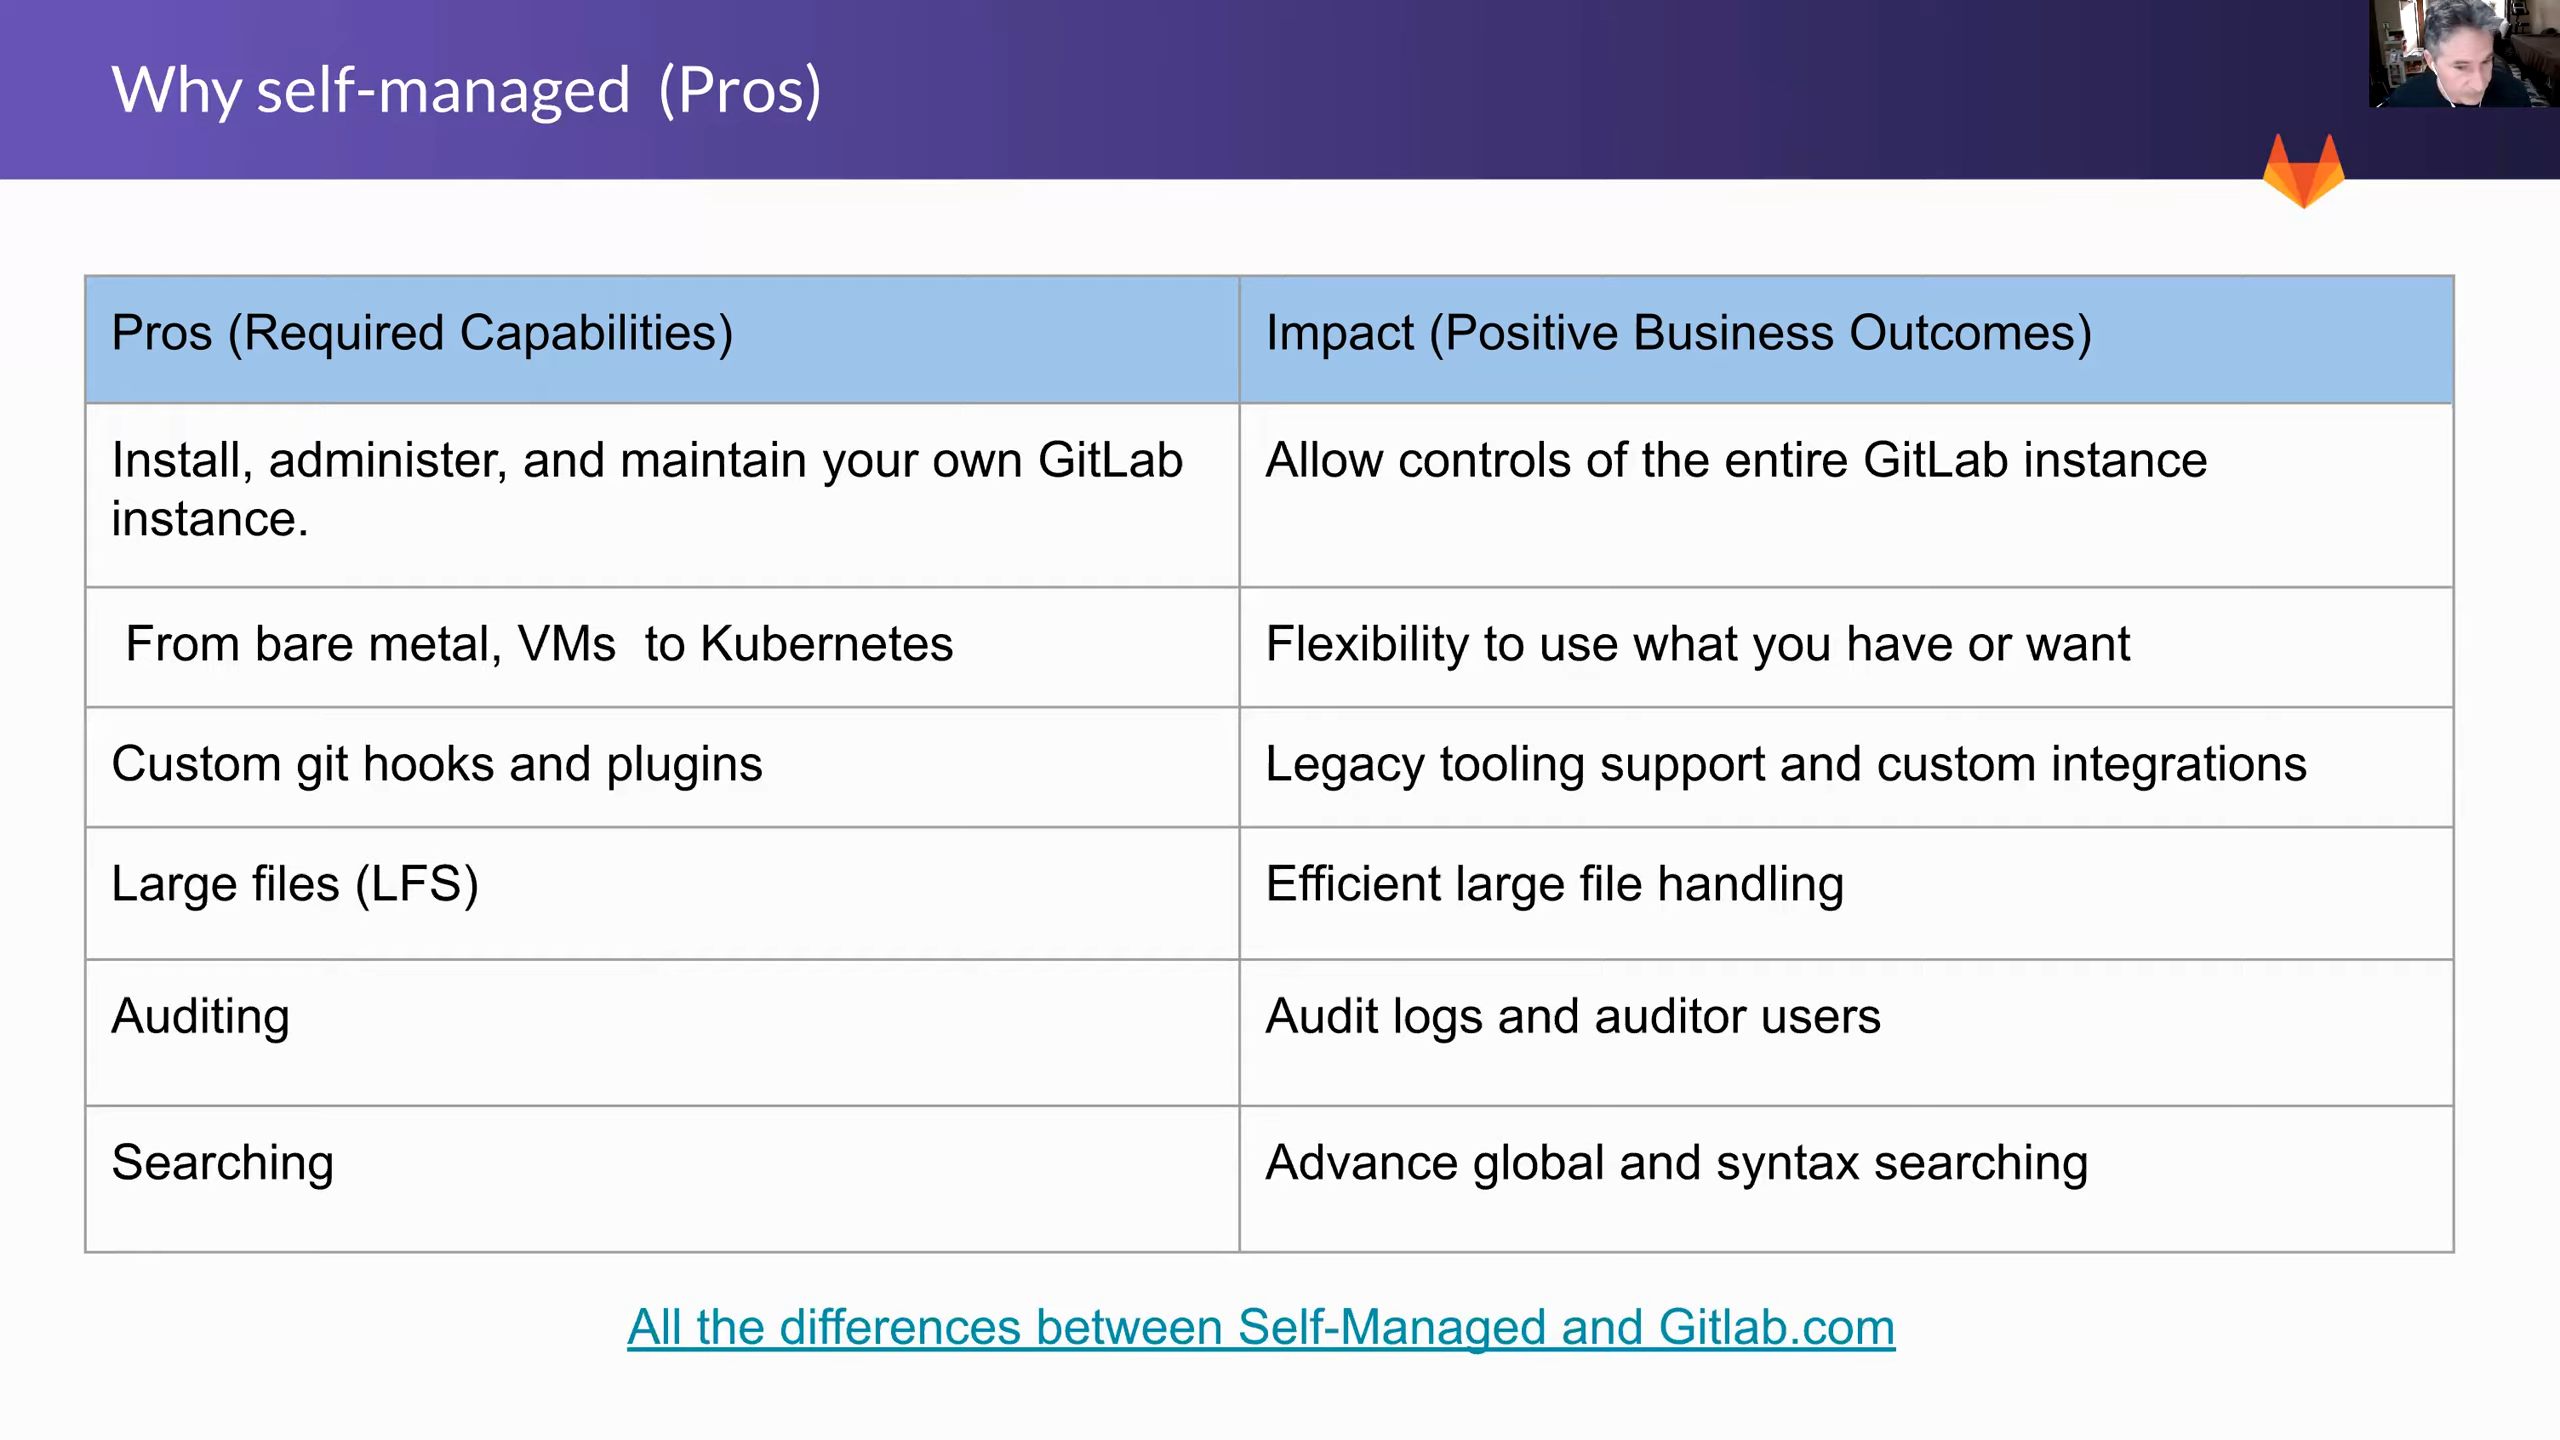 Why self-managed (Pros)
Pros (Required Capabilities)
Impact (Positive Business Outcomes)
Install, administer, and maintain your own GitLab
instance.
Allow controls of the entire GitLab instance
From bare metal, VMs to Kubernetes
Flexibility to use what you have or want
Custom git hooks and plugins
Legacy tooling support and custom integrations
Large files (LFS)
Efficient large file handling
Auditing
Audit logs and auditor users
Searching
Advance global and syntax searching
All the differences between Self-Managed and Gitlab.com